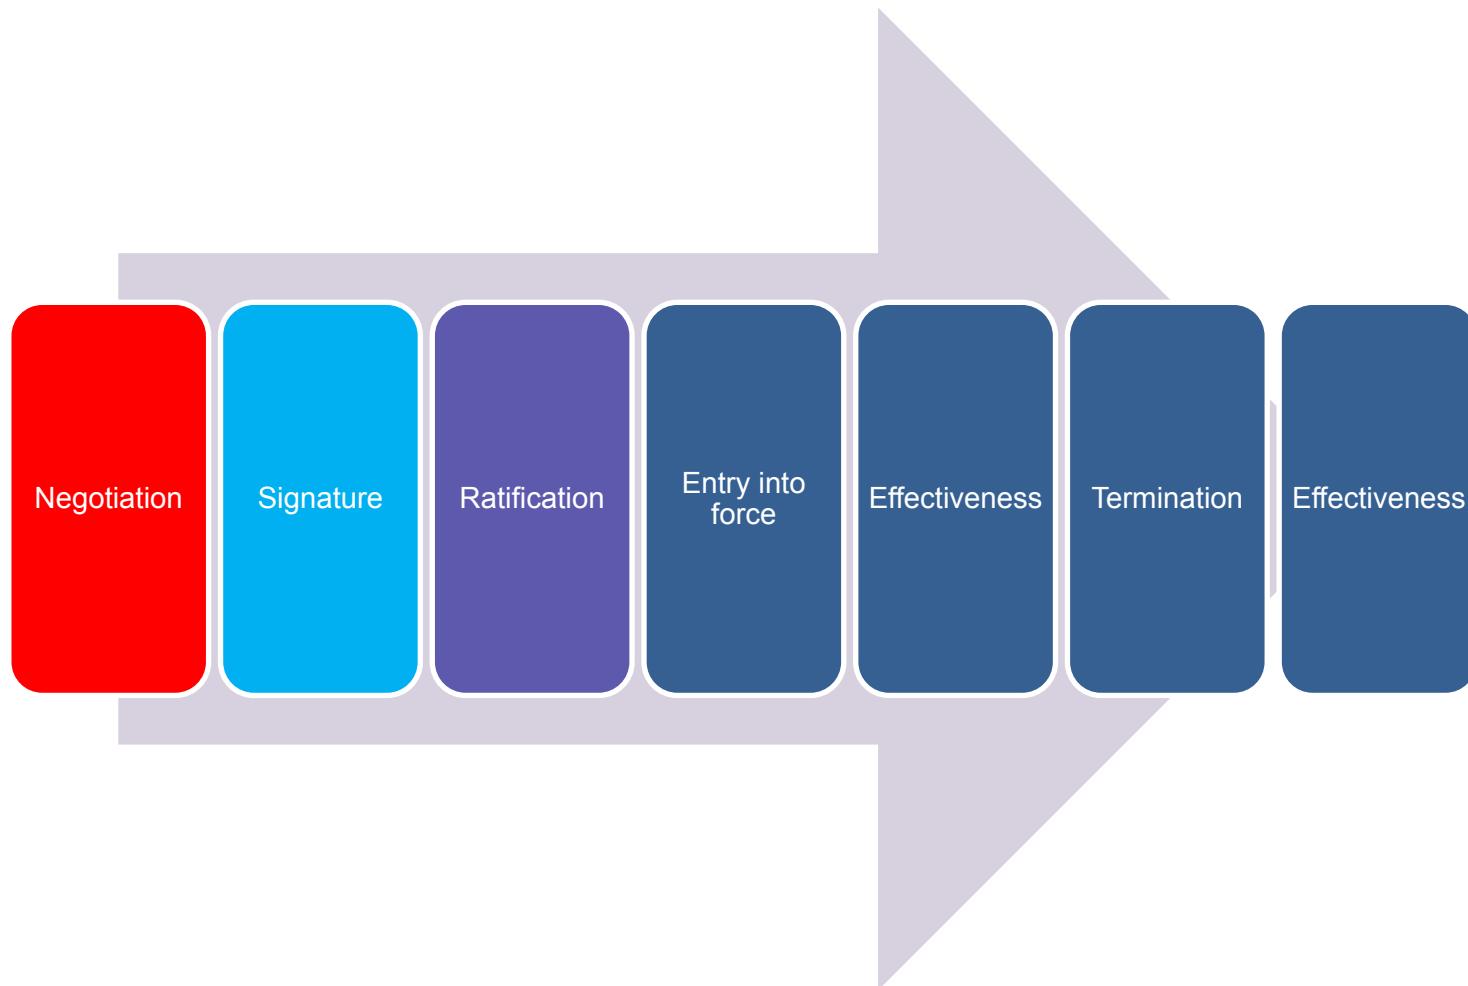 Negotiation
Signature
Ratification
Entry into
force
Effectiveness
Termination
Effectiveness